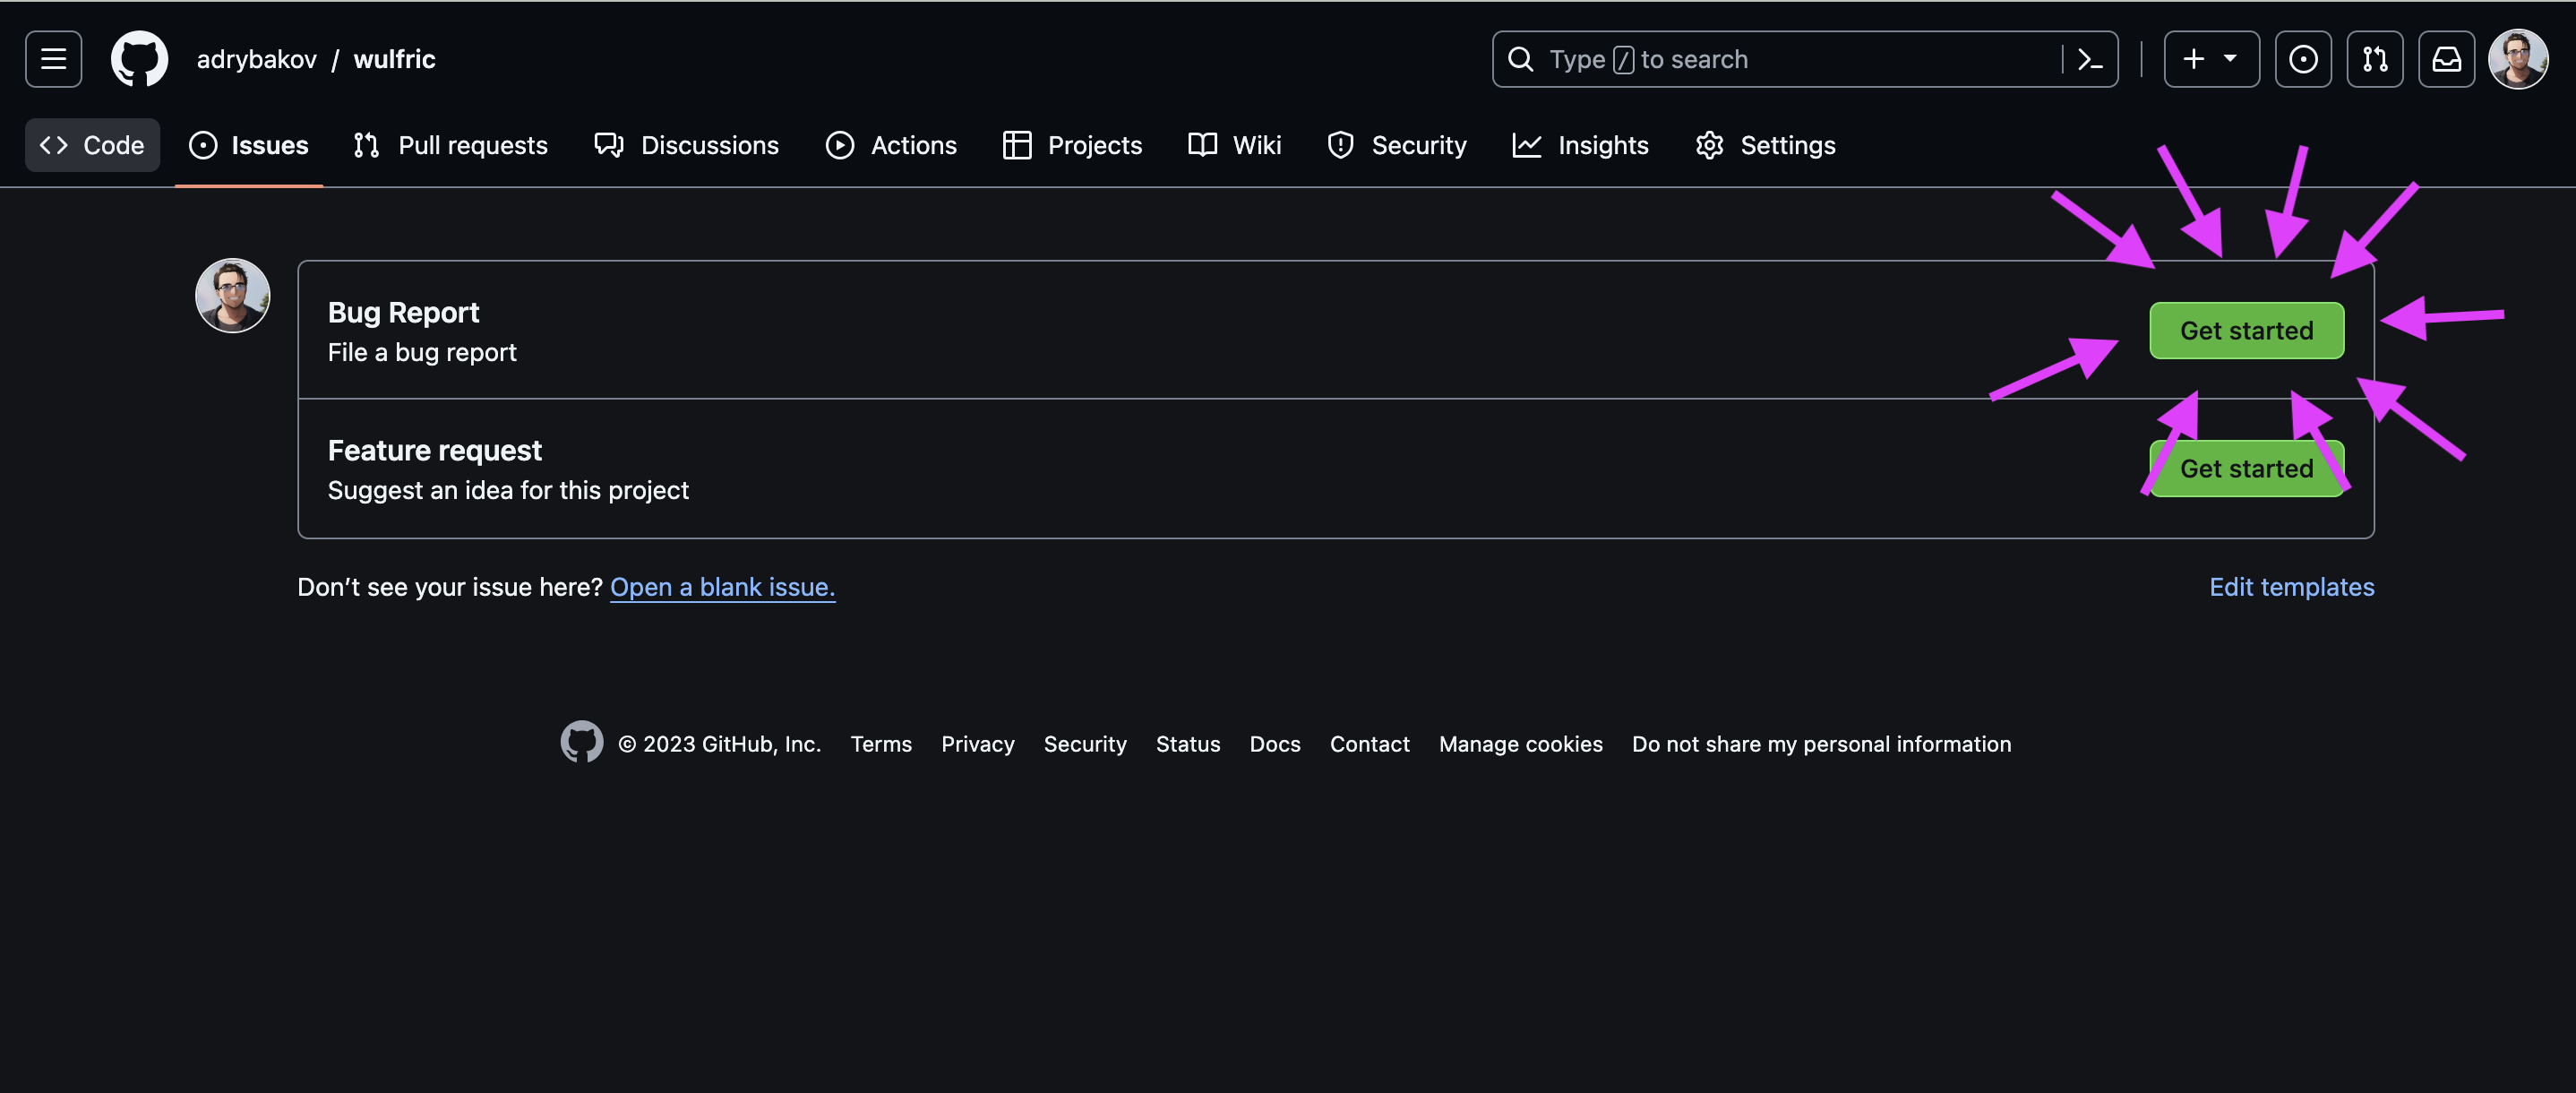 adrybakov / wulfric
Type / to search
Code Issues Pull requests Discussions Actions Projects Wiki Security Insights Settings
Bug Report
File a bug report
Get started
Feature request
Suggest an idea for this project
Get started
Don’t see your issue here? Open a blank issue.
Edit templates
© 2023 GitHub, Inc. Terms Privacy Security Status Docs Contact Manage cookies Do not share my personal information